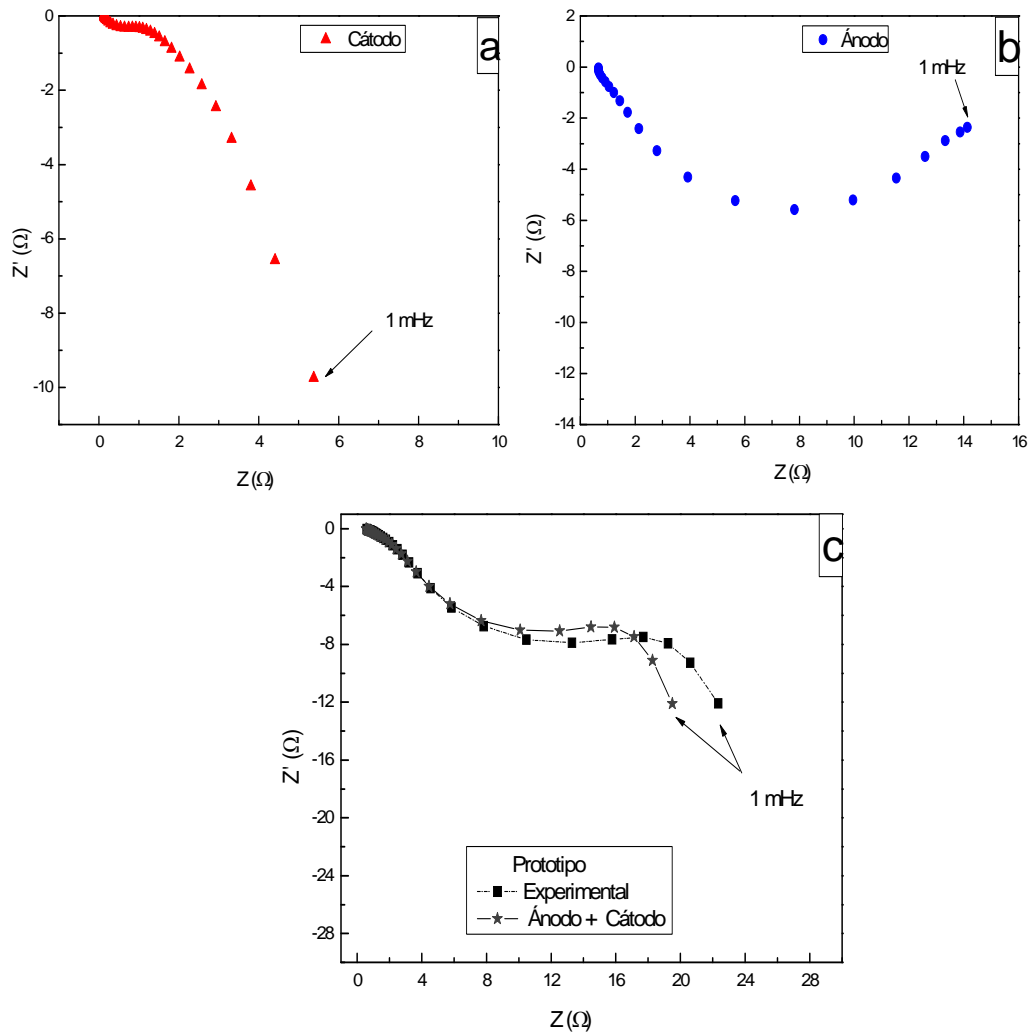 Cátodo
a
1 mHz
0
-2
-4
-6
-8
-10
0 2 4 6 8 10
Z' (Ω)
Z (Ω)
Ánodo
b
1 mHz
2
0
-2
-4
-6
-8
-10
-12
-14
0 2 4 6 8 10 12 14 16
Z' (Ω)
Z (Ω)
c
0
-4
-8
-12
-16
-20
-24
-28
1 mHz
Prototipo
Experimental
Ánodo + Cátodo
0 4 8 12 16 20 24 28
Z' (Ω)
Z (Ω)